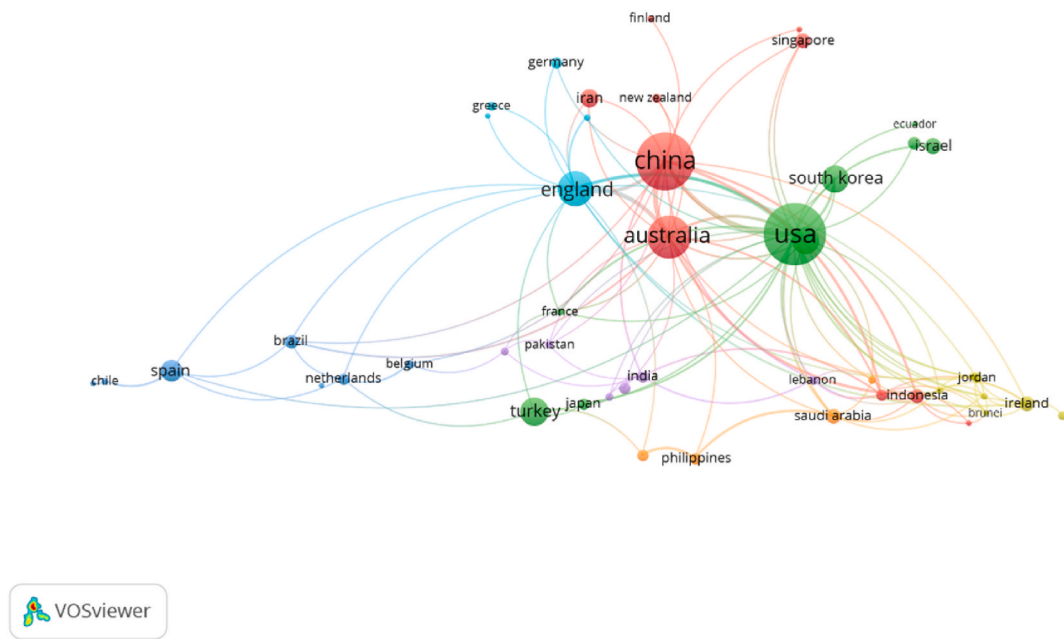 finland
singapore
germany
iran
new zealand
greece
ecuador
israel
china
south korea
england
usa
australia
france
brazil
pakistan
belgium
spain
chile
netherlands
india
lebanon
jordan
indonesia
turkey
japan
saudi arabia
brunei
ireland
philippines
VOSviewer